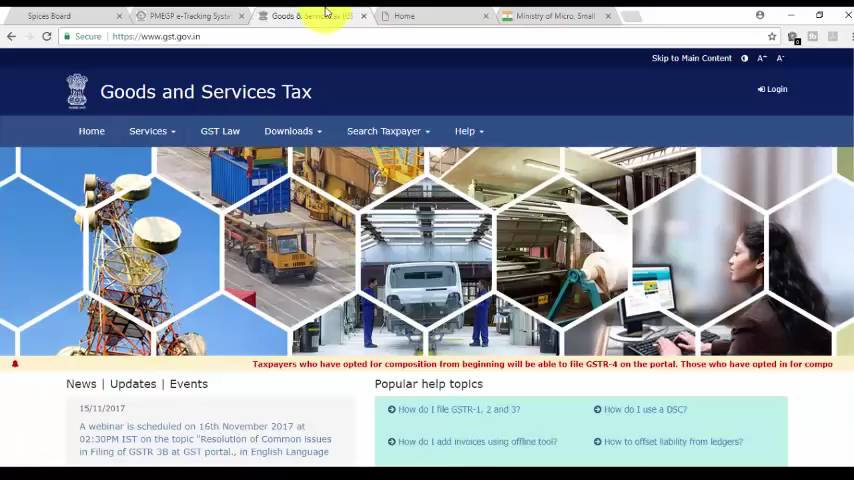 Spices Board
PMEGP e-Tracking Syste
Goods & Services Tax (G
Home
Ministry of Micro, Small
Secure
https://www.gst.gov.in
Skip to Main Content
A+
A-
Goods and Services Tax
Login
Home
Services
GST Law
Downloads
Search Taxpayer
Help
Taxpayers who have opted for composition from beginning will be able to file GSTR-4 on the portal. Those who have opted in for compo
News | Updates | Events
15/11/2017
A webinar is scheduled on 16th November 2017 at
02:30PM IST on the topic "Resolution of Common issues
in Filing of GSTR 3B at GST portal., in English Language
Popular help topics
How do I file GSTR-1, 2 and 3?
How do I use a DSC?
How do I add invoices using offline tool?
How to offset liability from ledgers?